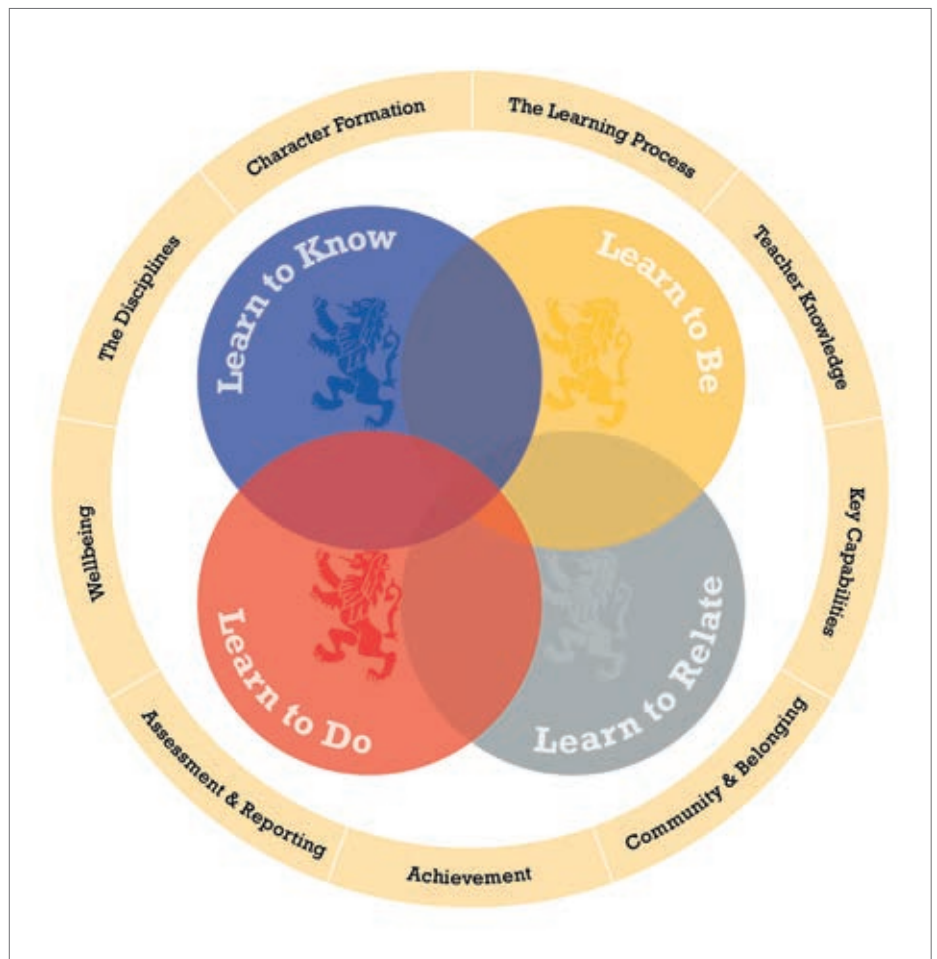 Character Formation
The Learning Process
Teacher Knowledge
Key Capabilities
Community & Belonging
Achievement
Assessment & Reporting
Wellbeing
The Disciplines
Learn to Know
Learn to Be
Learn to Do
Learn to Relate